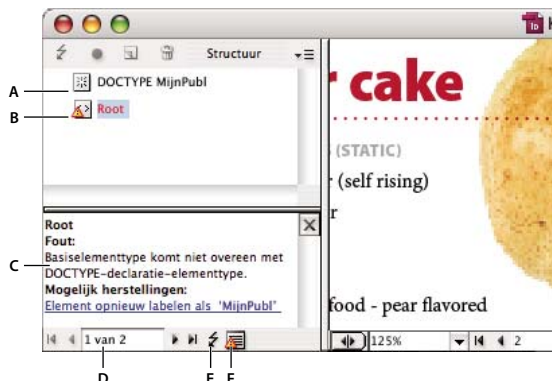 Structuur
A
DOCTYPE MijnPubl
B
Root
r cake
(STATIC)
r (self rising)
r
Root
Fout:
C
Basiselementtype komt niet overeen met
DOCTYPE-declaratie-elementtype.
Mogelijk herstellingen:
Element opnieuw labelen als 'MijnPubl'
food - pear flavored
1 van 2
125%
2
D
E
F